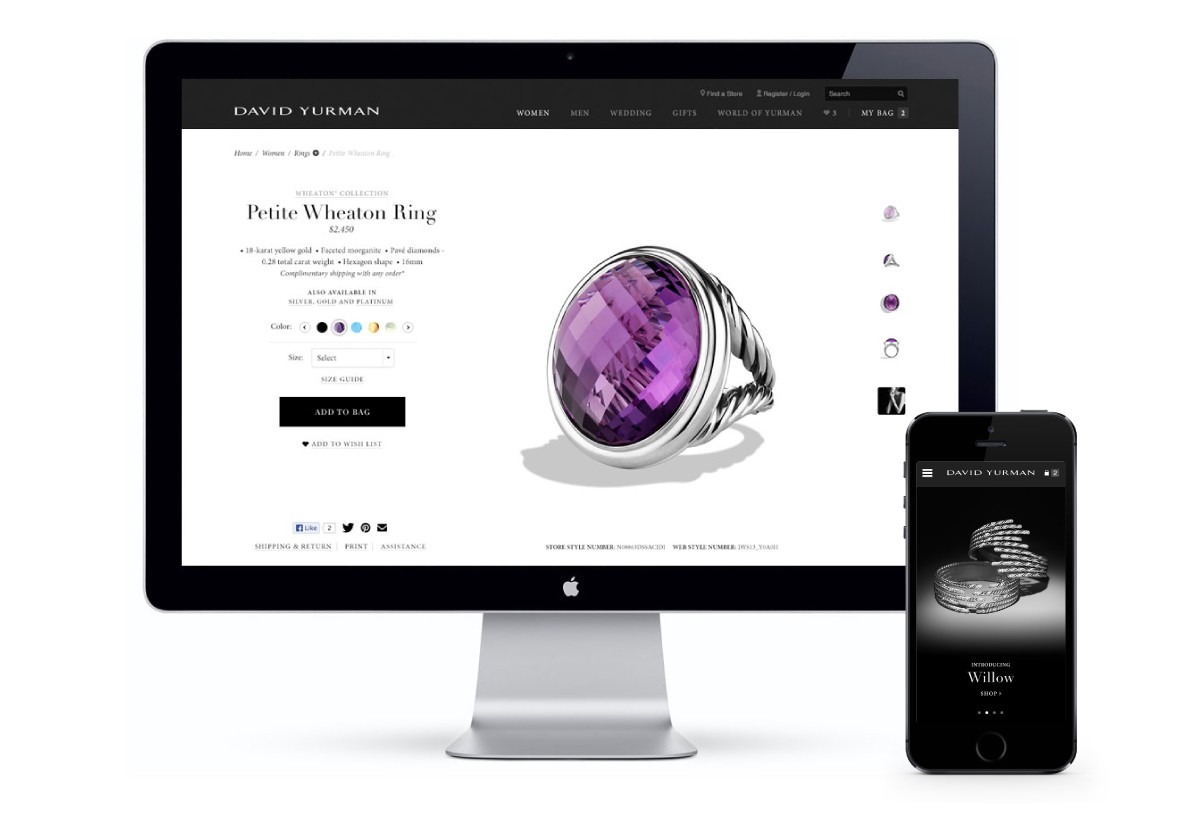 Find a Store Register / Login Search
DAVID YURMAN
WOMEN MEN WEDDING GIFTS WORLD OF YURMAN 3 MY BAG 2
Home / Women / Rings / Petite Wheaton Ring
WHEATON® COLLECTION
Petite Wheaton Ring
$2,450
• 18-karat yellow gold • Faceted morganite • Pavé diamonds -
0.28 total carat weight • Hexagon shape • 16mm
Complimentary shipping with any order*
ALSO AVAILABLE IN
SILVER, GOLD AND PLATINUM
Color:
Size: Select
SIZE GUIDE
ADD TO BAG
ADD TO WISH LIST
Like 2
SHIPPING & RETURN PRINT ASSISTANCE
STORE STYLE NUMBER: WEB STYLE NUMBER:
DAVID YURMAN 2
INTRODUCING
Willow
SHOP ›